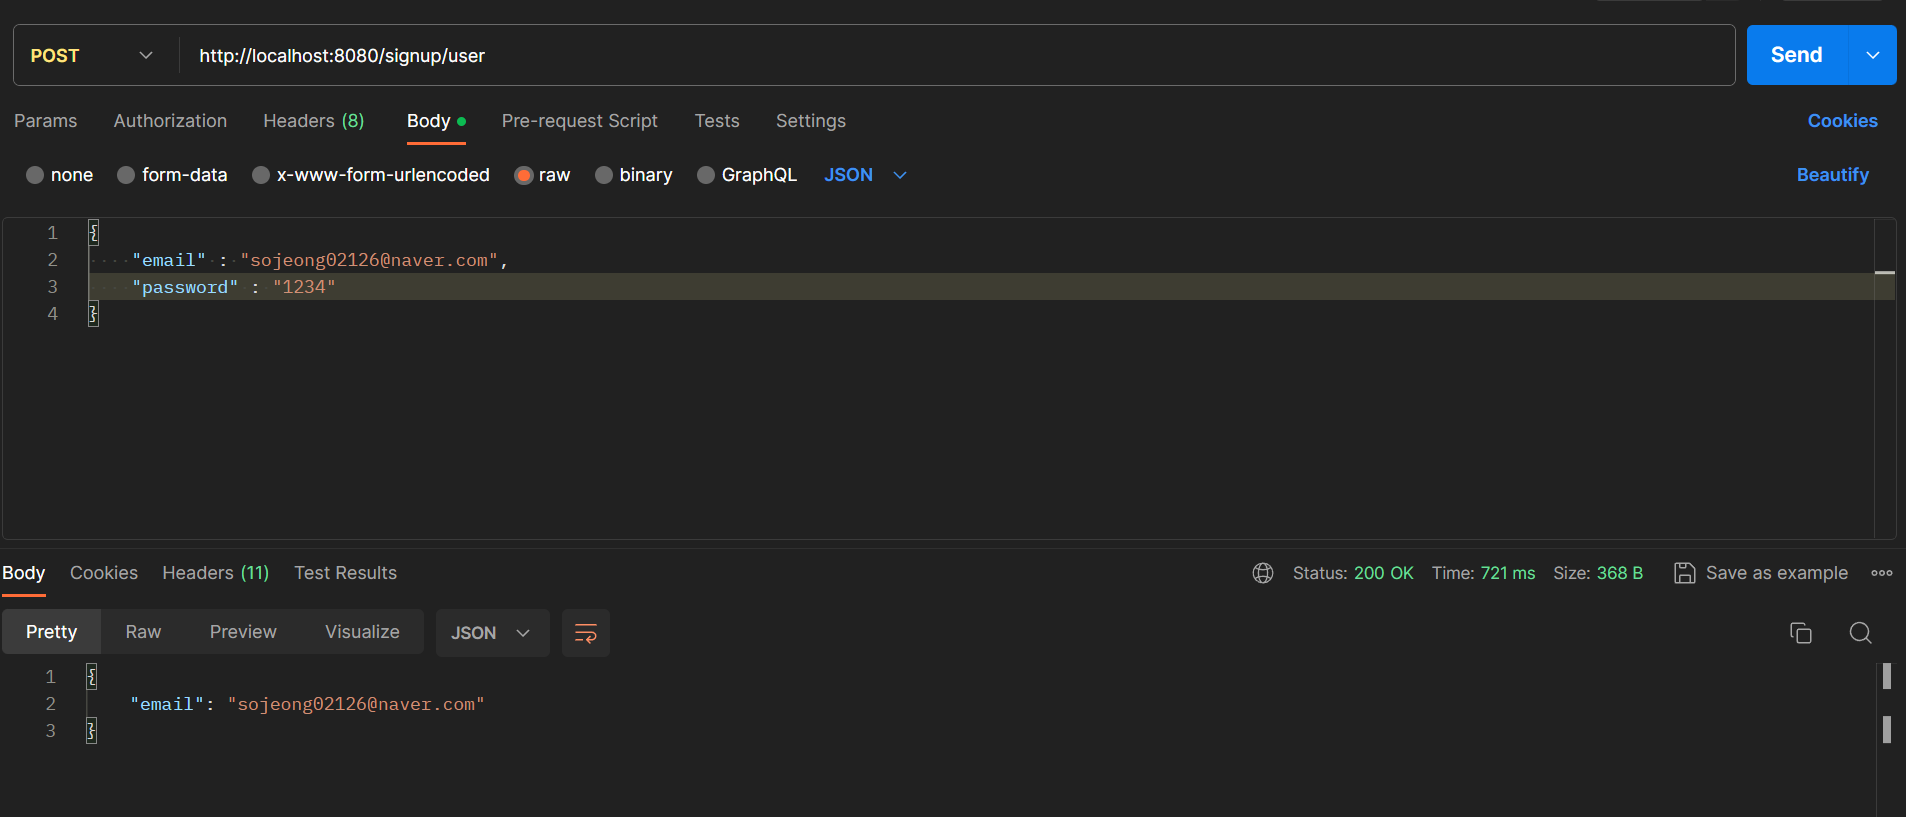 POST http://localhost:8080/signup/user Send
Params Authorization Headers (8) Body Pre-request Script Tests Settings Cookies
none form-data x-www-form-urlencoded raw binary GraphQL JSON Beautify
1 {
2 "email" : "sojeong02126@naver.com",
3 "password" : "1234"
4 }
Body Cookies Headers (11) Test Results Status: 200 OK Time: 721 ms Size: 368 B Save as example
Pretty Raw Preview Visualize JSON
1 {
2 "email": "sojeong02126@naver.com"
3 }